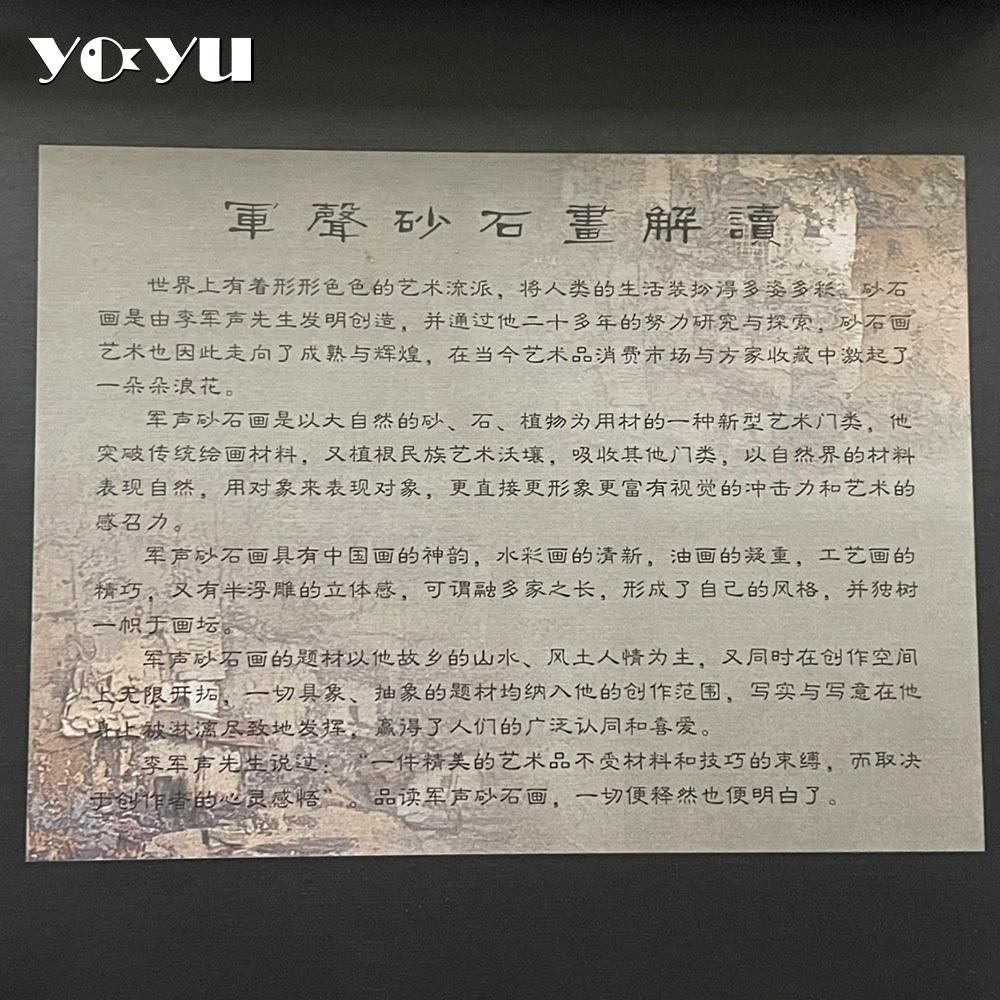 yoyu
軍聲砂石畫解讀
世界上有着形形色色的艺术流派，将人类的生活装扮得多姿多彩。砂石
画是由李军声先生发明创造，并通过他二十多年的努力研究与探索，砂石画
艺术也因此走向了成熟与辉煌，在当今艺术品消费市场与方家收藏中激起了
一朵朵浪花。
军声砂石画是以大自然的砂、石、植物为用材的一种新型艺术门类，他
突破传统绘画材料，又植根民族艺术沃壤，吸收其他门类，以自然界的材料
表现自然，用对象来表现对象，更直接更形象更富有视觉的冲击力和艺术的
感召力。
军声砂石画具有中国画的神韵，水彩画的清新，油画的凝重，工艺画的
精巧，又有半浮雕的立体感，可谓融多家之长，形成了自己的风格，并独树
一帜于画坛。
军声砂石画的题材以他故乡的山水、风土人情为主，又同时在创作空间
上无限开拓，一切具象、抽象的题材均纳入他的创作范围，写实与写意在他
身上被淋漓尽致地发挥，赢得了人们的广泛认同和喜爱。
李军声先生说过：“一件精美的艺术品不受材料和技巧的束缚，而取决
于创作者的心灵感悟”。品读军声砂石画，一切便释然也便明白了。